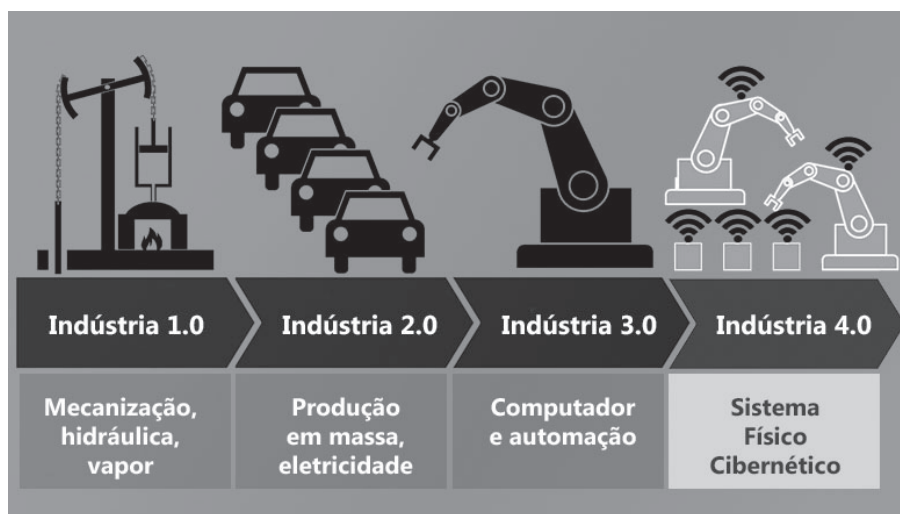 Indústria 1.0
Indústria 2.0
Indústria 3.0
Indústria 4.0
Mecanização,
hidráulica,
vapor
Produção
em massa,
eletricidade
Computador
e automação
Sistema
Físico
Cibernético